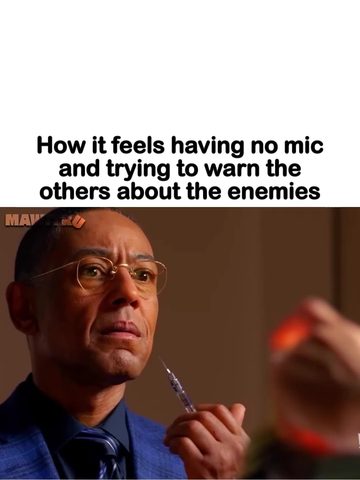 How it feels having no mic
and trying to warn the
others about the enemies